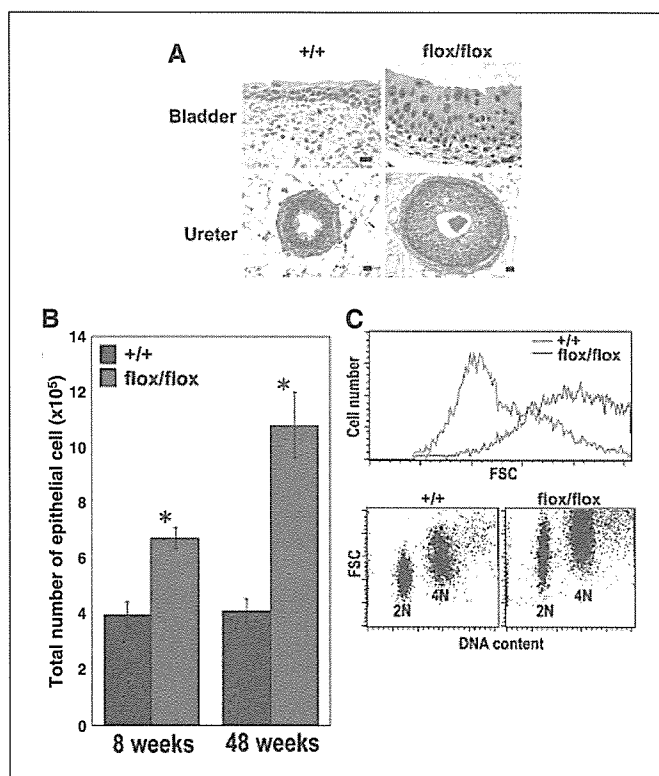 A
+/+ flox/flox
Bladder
Ureter
B
Total number of epithelial cell (x10⁵)
14
12
10
8
6
4
2
0
+/+
flox/flox
*
*
8 weeks 48 weeks
C
Cell number
+/+
flox/flox
FSC
+/+ flox/flox
FSC
2N 4N 2N 4N
DNA content